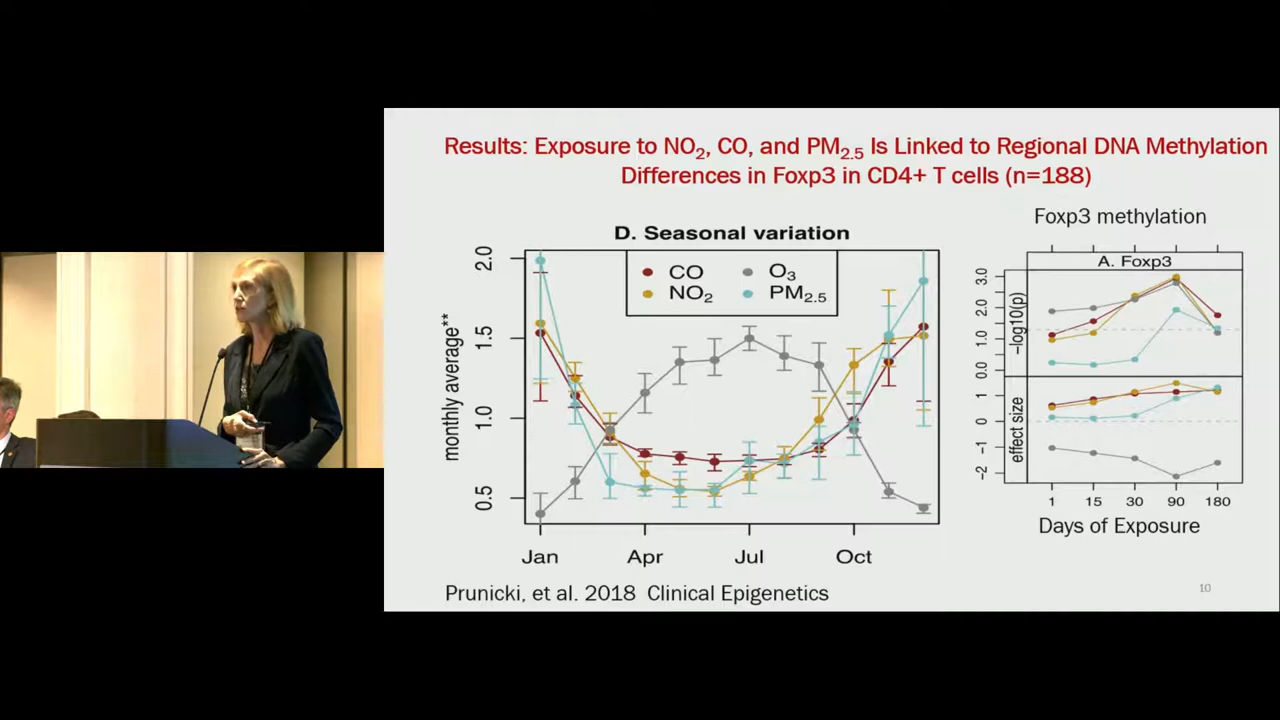 Results: Exposure to NO2, CO, and PM2.5 Is Linked to Regional DNA Methylation
Differences in Foxp3 in CD4+ T cells (n=188)
D. Seasonal variation
CO
NO2
O3
PM2.5
monthly average**
2.0
1.5
1.0
0.5
Jan
Apr
Jul
Oct
Foxp3 methylation
A. Foxp3
−log10(p)
3.0
2.0
1.0
0.0
effect size
1
0
−1
−2
1
15
30
90
180
Days of Exposure
Prunicki, et al. 2018 Clinical Epigenetics
10